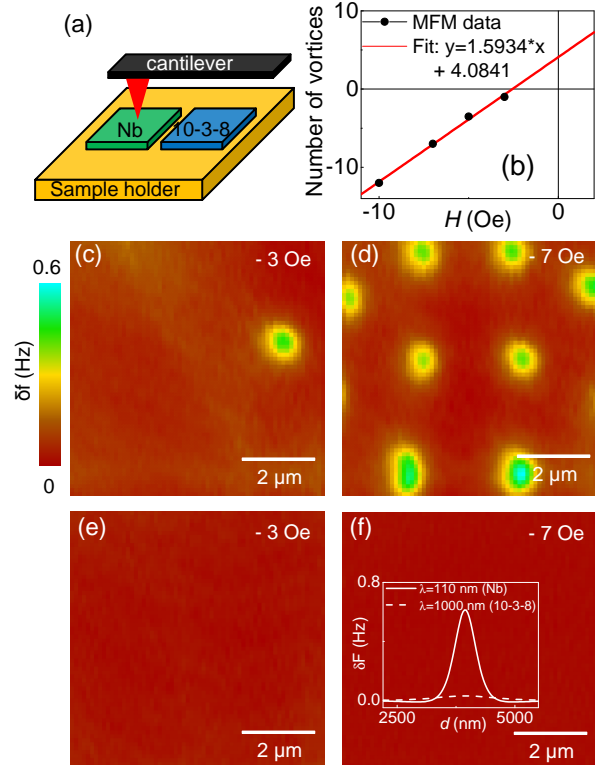 (a)
cantilever
Nb
10-3-8
Sample holder
10
0
-10
Number of vortices
MFM data
Fit: y=1.5934*x
+ 4.0841
(b)
-10
-5
0
H (Oe)
(c)
- 3 Oe
2 μm
0.6
δf (Hz)
0
(d)
- 7 Oe
2 μm
(e)
- 3 Oe
2 μm
(f)
- 7 Oe
0.8
λ=110 nm (Nb)
λ=1000 nm (10-3-8)
δF (Hz)
0.0
2500
5000
d (nm)
2 μm